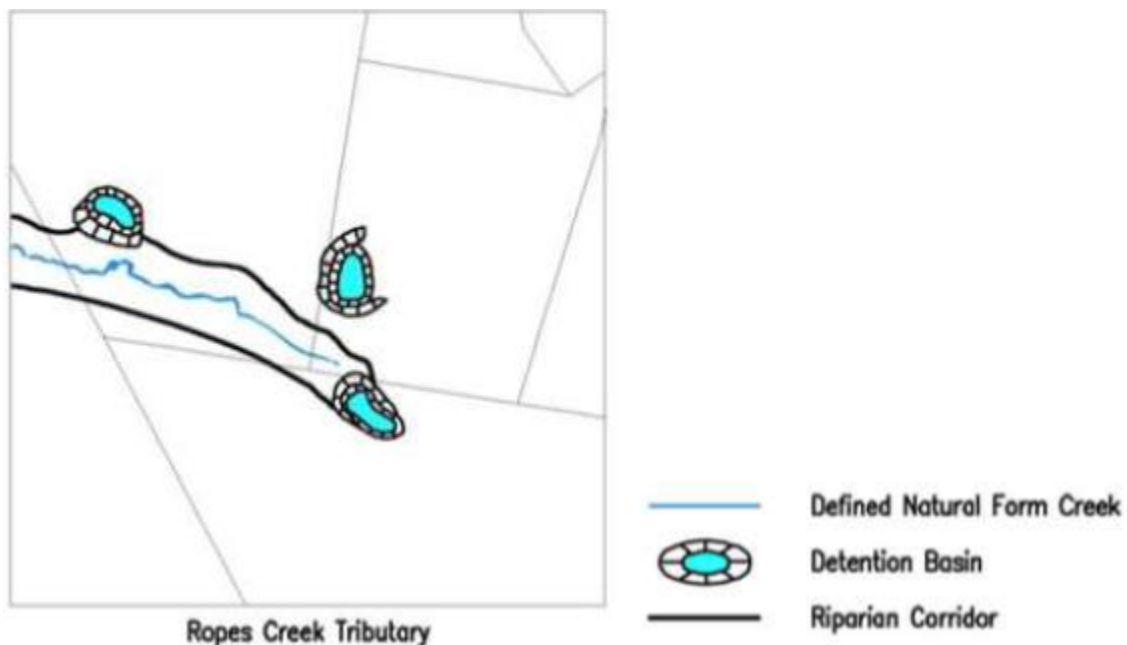 Defined Natural Form Creek
Detention Basin
Riparian Corridor
Ropes Creek Tributary